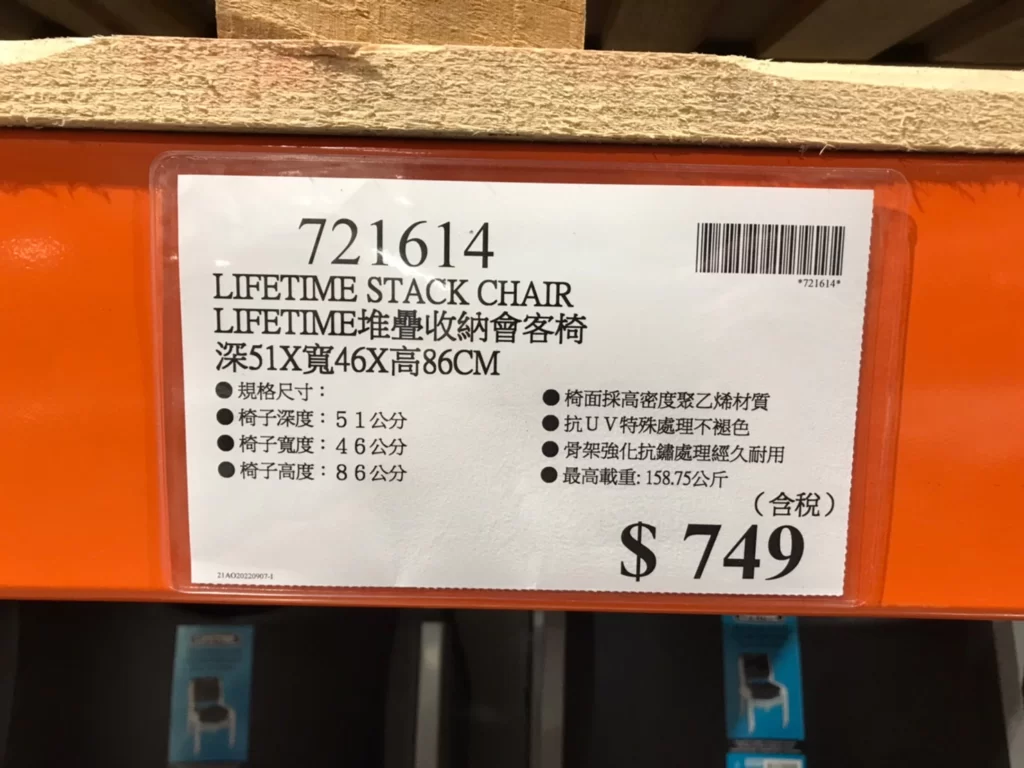 721614
*721614*
LIFETIME STACK CHAIR
LIFETIME堆疊收納會客椅
深51X寬46X高86CM
●規格尺寸：
●椅子深度：51公分
●椅子寬度：46公分
●椅子高度：86公分
●椅面採高密度聚乙烯材質
●抗UV特殊處理不褪色
●骨架強化抗鏽處理經久耐用
●最高載重: 158.75公斤
（含稅）
$ 749
21AO20220907-1